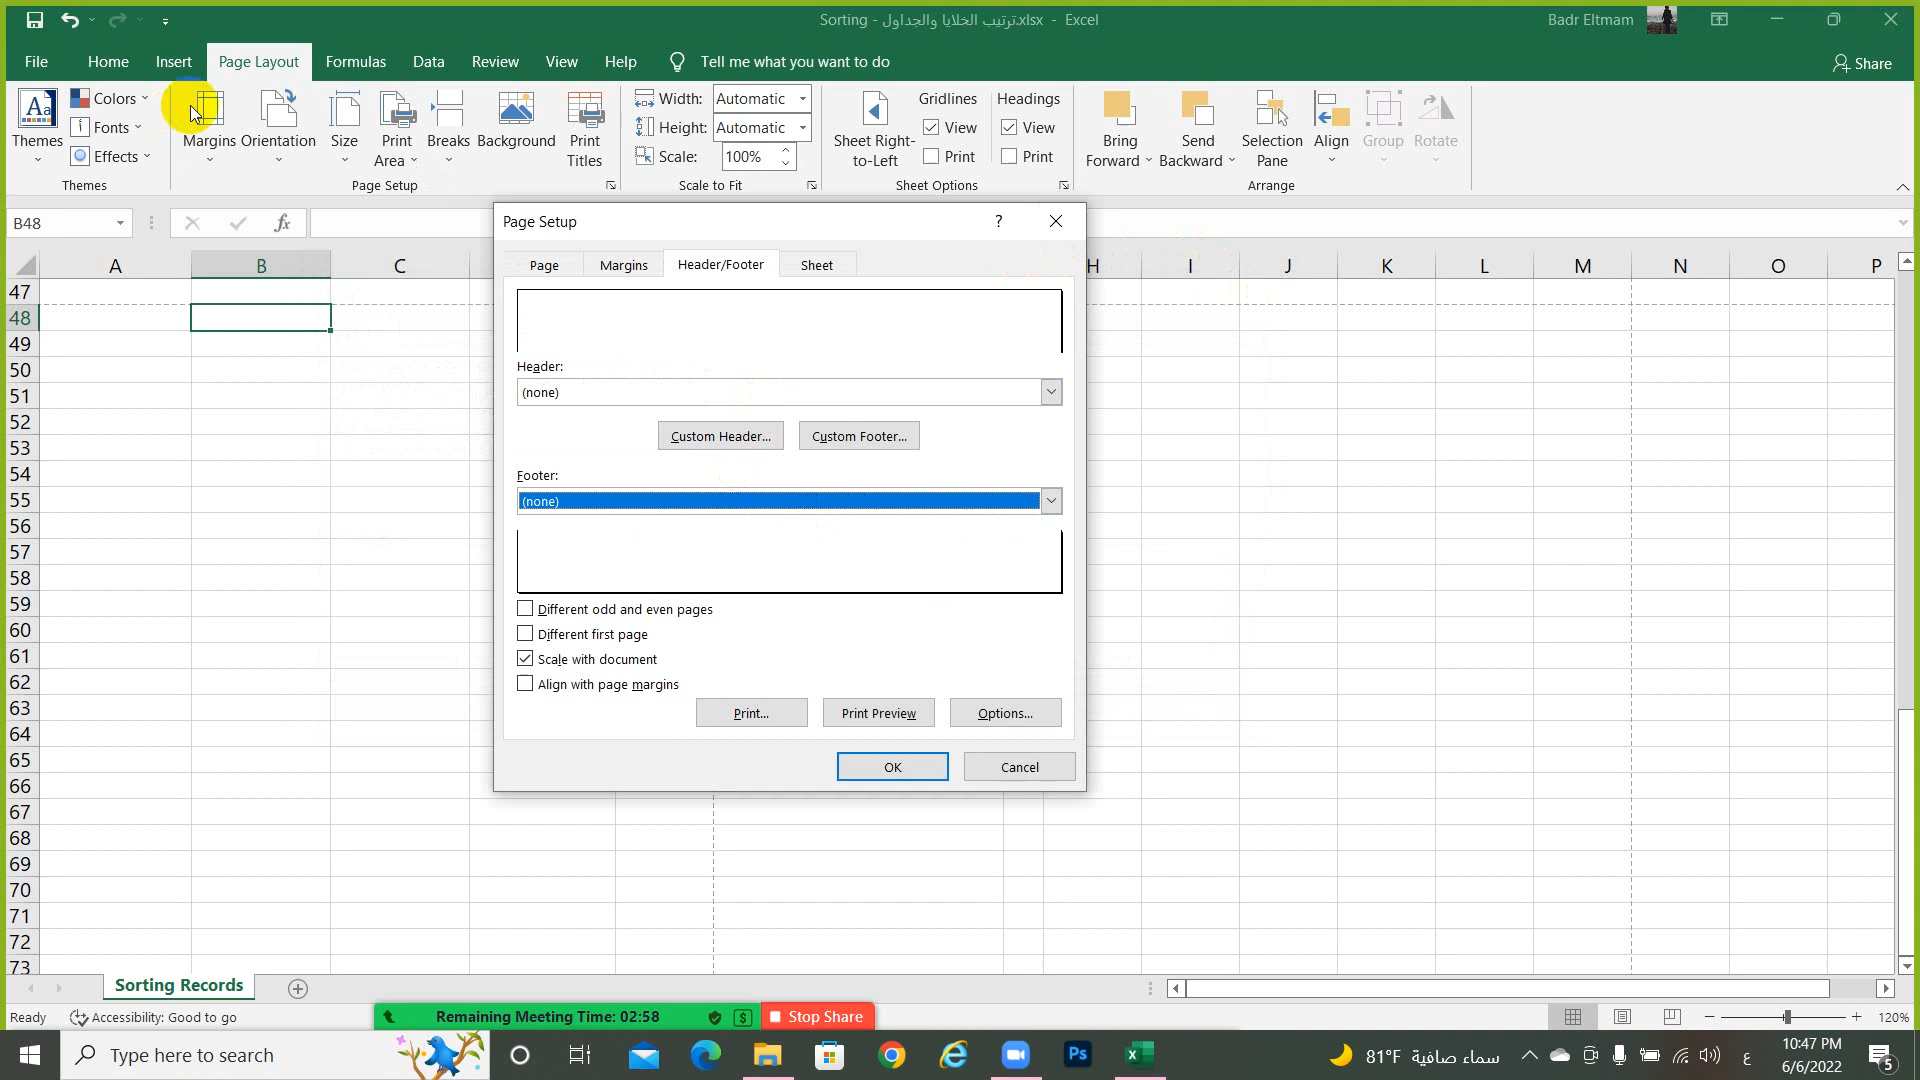 Sorting - ترتيب الخلايا والجداول.xlsx - Excel
Badr Eltmam
File Home Insert Page Layout Formulas Data Review View Help Tell me what you want to do Share
Themes
Colors
Fonts
Effects
Themes
Margins
Orientation
Size
Print Area
Breaks
Background
Print Titles
Page Setup
Width: Automatic
Height: Automatic
Scale: 100%
Scale to Fit
Sheet Right-to-Left
Gridlines
View
Print
Headings
View
Print
Sheet Options
Bring Forward
Send Backward
Selection Pane
Align
Group
Rotate
Arrange
B48
fx
A B C H I J K L M N O P
47
48
49
50
51
52
53
54
55
56
57
58
59
60
61
62
63
64
65
66
67
68
69
70
71
72
73
Page Setup ?
Page Margins Header/Footer Sheet
Header:
(none)
Custom Header... Custom Footer...
Footer:
(none)
Different odd and even pages
Different first page
Scale with document
Align with page margins
Print... Print Preview Options...
OK Cancel
Sorting Records
Ready Accessibility: Good to go
Remaining Meeting Time: 02:58 Stop Share
120%
Type here to search
Ps
81°F سماء صافية
ع
10:47 PM
6/6/2022
5